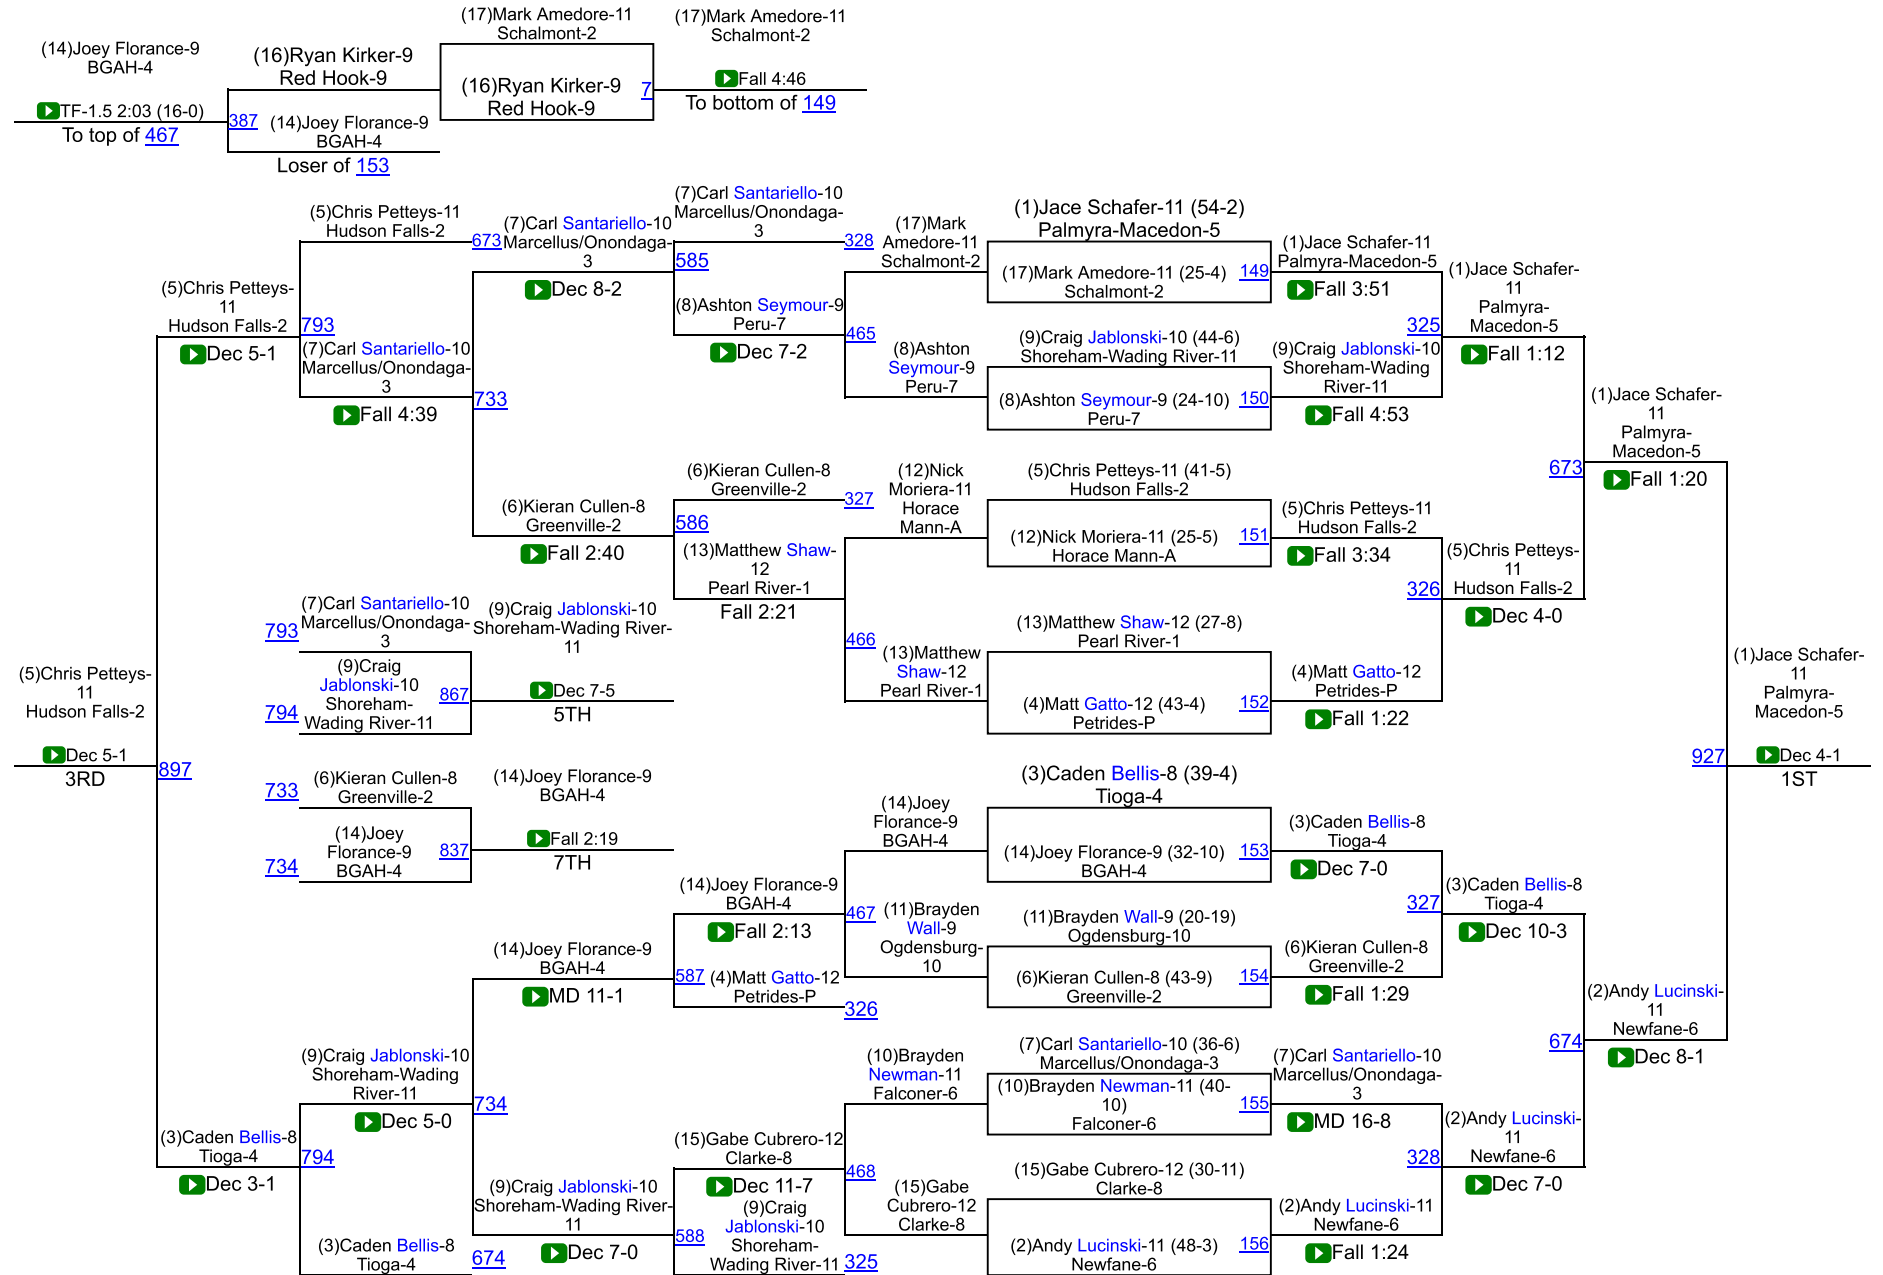 (17)Mark Amedore-11
Schalmont-2
(17)Mark Amedore-11
Schalmont-2
(14)Joey Florance-9
BGAH-4
(16)Ryan Kirker-9
Red Hook-9
(16)Ryan Kirker-9
Red Hook-9
7
Fall 4:46
To bottom of 149
TF-1.5 2:03 (16-0)
To top of 467
387
(14)Joey Florance-9
BGAH-4
Loser of 153
(5)Chris Petteys-11
Hudson Falls-2
673
(7)Carl Santariello-10
Marcellus/Onondaga-
3
Dec 8-2
(7)Carl Santariello-10
Marcellus/Onondaga-
3
328
585
(8)Ashton Seymour-9
Peru-7
Dec 7-2
(17)Mark
Amedore-11
Schalmont-2
465
(8)Ashton
Seymour-9
Peru-7
(1)Jace Schafer-11 (54-2)
Palmyra-Macedon-5
(17)Mark Amedore-11 (25-4)
Schalmont-2
149
(1)Jace Schafer-11
Palmyra-Macedon-5
Fall 3:51
(9)Craig Jablonski-10 (44-6)
Shoreham-Wading River-11
(8)Ashton Seymour-9 (24-10)
Peru-7
150
(9)Craig Jablonski-10
Shoreham-Wading
River-11
Fall 4:53
325
(1)Jace Schafer-
11
Palmyra-
Macedon-5
Fall 1:12
(5)Chris Petteys-
11
Hudson Falls-2
Dec 5-1
793
(7)Carl Santariello-10
Marcellus/Onondaga-
3
Fall 4:39
733
(6)Kieran Cullen-8
Greenville-2
Fall 2:40
(6)Kieran Cullen-8
Greenville-2
327
586
(13)Matthew Shaw-
12
Pearl River-1
Fall 2:21
(12)Nick
Moriera-11
Horace
Mann-A
466
(13)Matthew
Shaw-12
Pearl River-1
(5)Chris Petteys-11 (41-5)
Hudson Falls-2
(12)Nick Moriera-11 (25-5)
Horace Mann-A
151
(5)Chris Petteys-11
Hudson Falls-2
Fall 3:34
(13)Matthew Shaw-12 (27-8)
Pearl River-1
(4)Matt Gatto-12 (43-4)
Petrides-P
152
(4)Matt Gatto-12
Petrides-P
Fall 1:22
326
(5)Chris Petteys-
11
Hudson Falls-2
Dec 4-0
673
(1)Jace Schafer-
11
Palmyra-
Macedon-5
Fall 1:20
793
(7)Carl Santariello-10
Marcellus/Onondaga-
3
794
(9)Craig
Jablonski-10
Shoreham-
Wading River-11
867
(9)Craig Jablonski-10
Shoreham-Wading River-
11
Dec 7-5
5TH
(5)Chris Petteys-
11
Hudson Falls-2
Dec 5-1
3RD
897
733
(6)Kieran Cullen-8
Greenville-2
734
(14)Joey
Florance-9
BGAH-4
837
(14)Joey Florance-9
BGAH-4
Fall 2:19
7TH
927
(1)Jace Schafer-
11
Palmyra-
Macedon-5
Dec 4-1
1ST
(14)Joey
Florance-9
BGAH-4
(3)Caden Bellis-8 (39-4)
Tioga-4
(14)Joey Florance-9 (32-10)
BGAH-4
153
(3)Caden Bellis-8
Tioga-4
Dec 7-0
(14)Joey Florance-9
BGAH-4
Fall 2:13
467
(11)Brayden
Wall-9
Ogdensburg-
10
(11)Brayden Wall-9 (20-19)
Ogdensburg-10
(6)Kieran Cullen-8 (43-9)
Greenville-2
154
(6)Kieran Cullen-8
Greenville-2
Fall 1:29
327
(3)Caden Bellis-8
Tioga-4
Dec 10-3
(14)Joey Florance-9
BGAH-4
MD 11-1
587
(4)Matt Gatto-12
Petrides-P
326
(9)Craig Jablonski-10
Shoreham-Wading
River-11
Dec 5-0
734
(10)Brayden
Newman-11
Falconer-6
(7)Carl Santariello-10 (36-6)
Marcellus/Onondaga-3
(10)Brayden Newman-11 (40-
10)
Falconer-6
155
(7)Carl Santariello-10
Marcellus/Onondaga-
3
MD 16-8
674
(2)Andy Lucinski-
11
Newfane-6
Dec 8-1
(3)Caden Bellis-8
Tioga-4
Dec 3-1
794
(15)Gabe Cubrero-12
Clarke-8
Dec 11-7
468
(15)Gabe
Cubrero-12
Clarke-8
(15)Gabe Cubrero-12 (30-11)
Clarke-8
(2)Andy Lucinski-11 (48-3)
Newfane-6
156
(2)Andy Lucinski-11
Newfane-6
Fall 1:24
328
(2)Andy Lucinski-
11
Newfane-6
Dec 7-0
(3)Caden Bellis-8
Tioga-4
674
(9)Craig Jablonski-10
Shoreham-Wading River-
11
Dec 7-0
588
(9)Craig
Jablonski-10
Shoreham-
Wading River-11
325